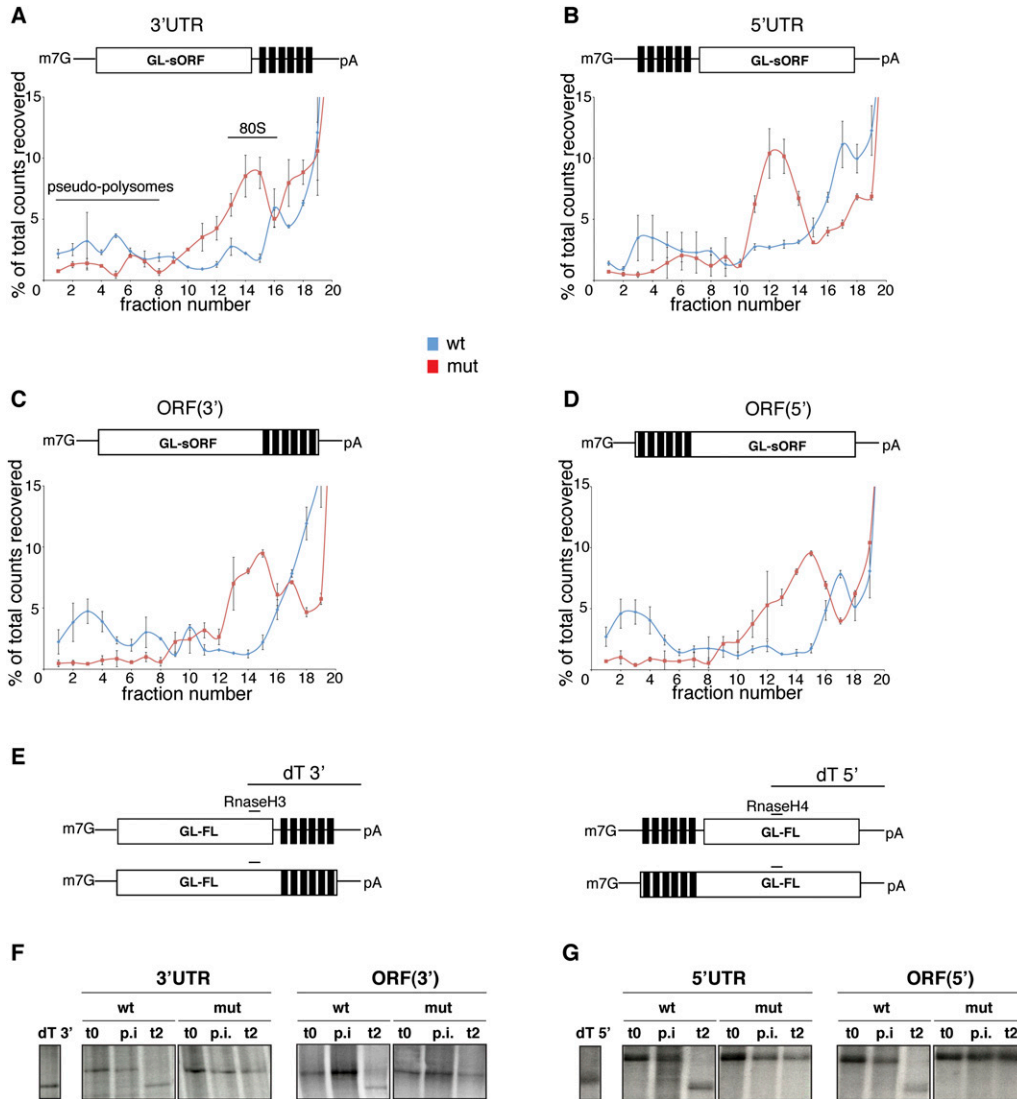 A
3'UTR
m7G
GL-sORF
pA
% of total counts recovered
15
10
5
0
pseudo-polysomes
80S
2 4 6 8 10 12 14 16 18 20
fraction number
B
5'UTR
m7G
GL-sORF
pA
% of total counts recovered
15
10
5
0
2 4 6 8 10 12 14 16 18 20
fraction number
wt
mut
C
ORF(3')
m7G
GL-sORF
pA
% of total counts recovered
15
10
5
0
2 4 6 8 10 12 14 16 18 20
fraction number
D
ORF(5')
m7G
GL-sORF
pA
% of total counts recovered
15
10
5
0
2 4 6 8 10 12 14 16 18 20
fraction number
E
dT 3'
RnaseH3
m7G
GL-FL
pA
m7G
GL-FL
pA
dT 5'
RnaseH4
m7G
GL-FL
pA
m7G
GL-FL
pA
F
3'UTR
ORF(3')
wt mut wt mut
dT 3' t0 p.i t2 t0 p.i. t2 t0 p.i. t2 t0 p.i. t2
G
5'UTR
ORF(5')
wt mut wt mut
dT 5' t0 p.i. t2 t0 p.i. t2 t0 p.i. t2 t0 p.i. t2